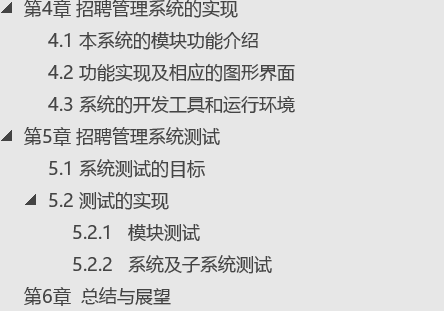 第4章 招聘管理系统的实现
4.1 本系统的模块功能介绍
4.2 功能实现及相应的图形界面
4.3 系统的开发工具和运行环境
第5章 招聘管理系统测试
5.1 系统测试的目标
5.2 测试的实现
5.2.1 模块测试
5.2.2 系统及子系统测试
第6章 总结与展望